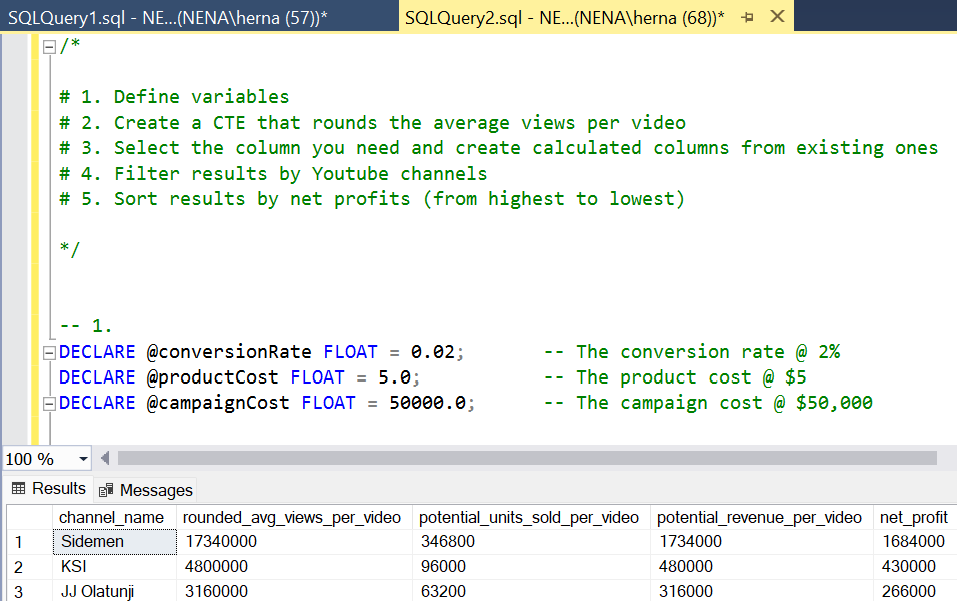 SQLQuery1.sql - NE...(NENA\herna (57))* SQLQuery2.sql - NE...(NENA\herna (68))*
/*
# 1. Define variables
# 2. Create a CTE that rounds the average views per video
# 3. Select the column you need and create calculated columns from existing ones
# 4. Filter results by Youtube channels
# 5. Sort results by net profits (from highest to lowest)
*/
-- 1.
DECLARE @conversionRate FLOAT = 0.02; -- The conversion rate @ 2%
DECLARE @productCost FLOAT = 5.0; -- The product cost @ $5
DECLARE @campaignCost FLOAT = 50000.0; -- The campaign cost @ $50,000
100 %
Results Messages
channel_name rounded_avg_views_per_video potential_units_sold_per_video potential_revenue_per_video net_profit
1 Sidemen 17340000 346800 1734000 1684000
2 KSI 4800000 96000 480000 430000
3 JJ Olatunji 3160000 63200 316000 266000